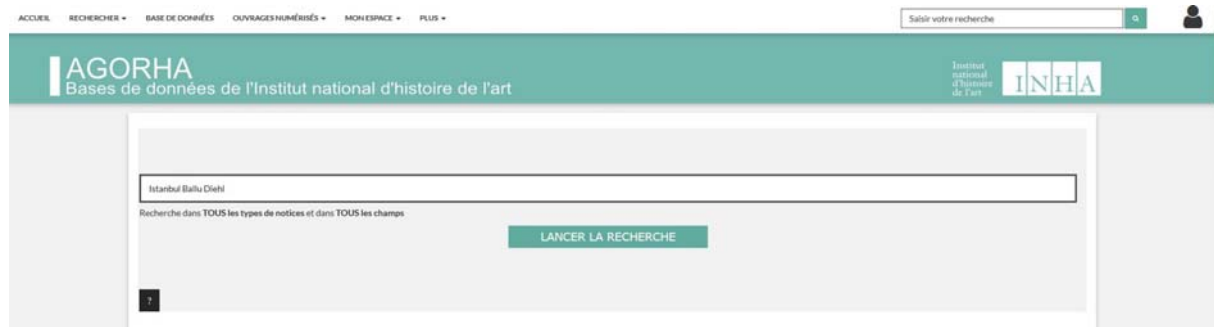 ACCUEIL RECHERCHER BASE DE DONNÉES OUVRAGES NUMÉRISÉS MON ESPACE PLUS Saisir votre recherche
AGORHA
Bases de données de l'Institut national d'histoire de l'art
Institut
national
d'histoire
de l'art
INHA
Istanbul Ballu Diehl
Recherche dans TOUS les types de notices et dans TOUS les champs
LANCER LA RECHERCHE
?